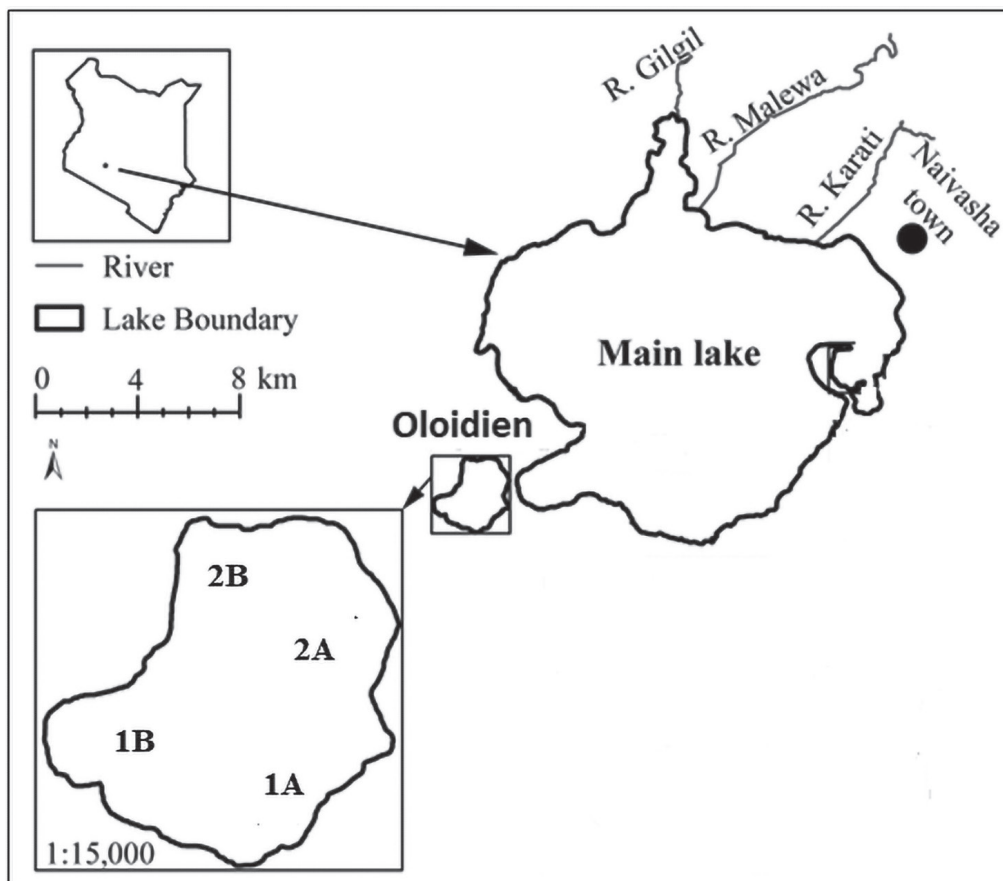 R. Gilgil
R. Malewa
R. Karati
Naivasha
town
River
Lake Boundary
0 4 8 km
N
Main lake
Oloidien
2B
2A
1B
1A
1:15,000